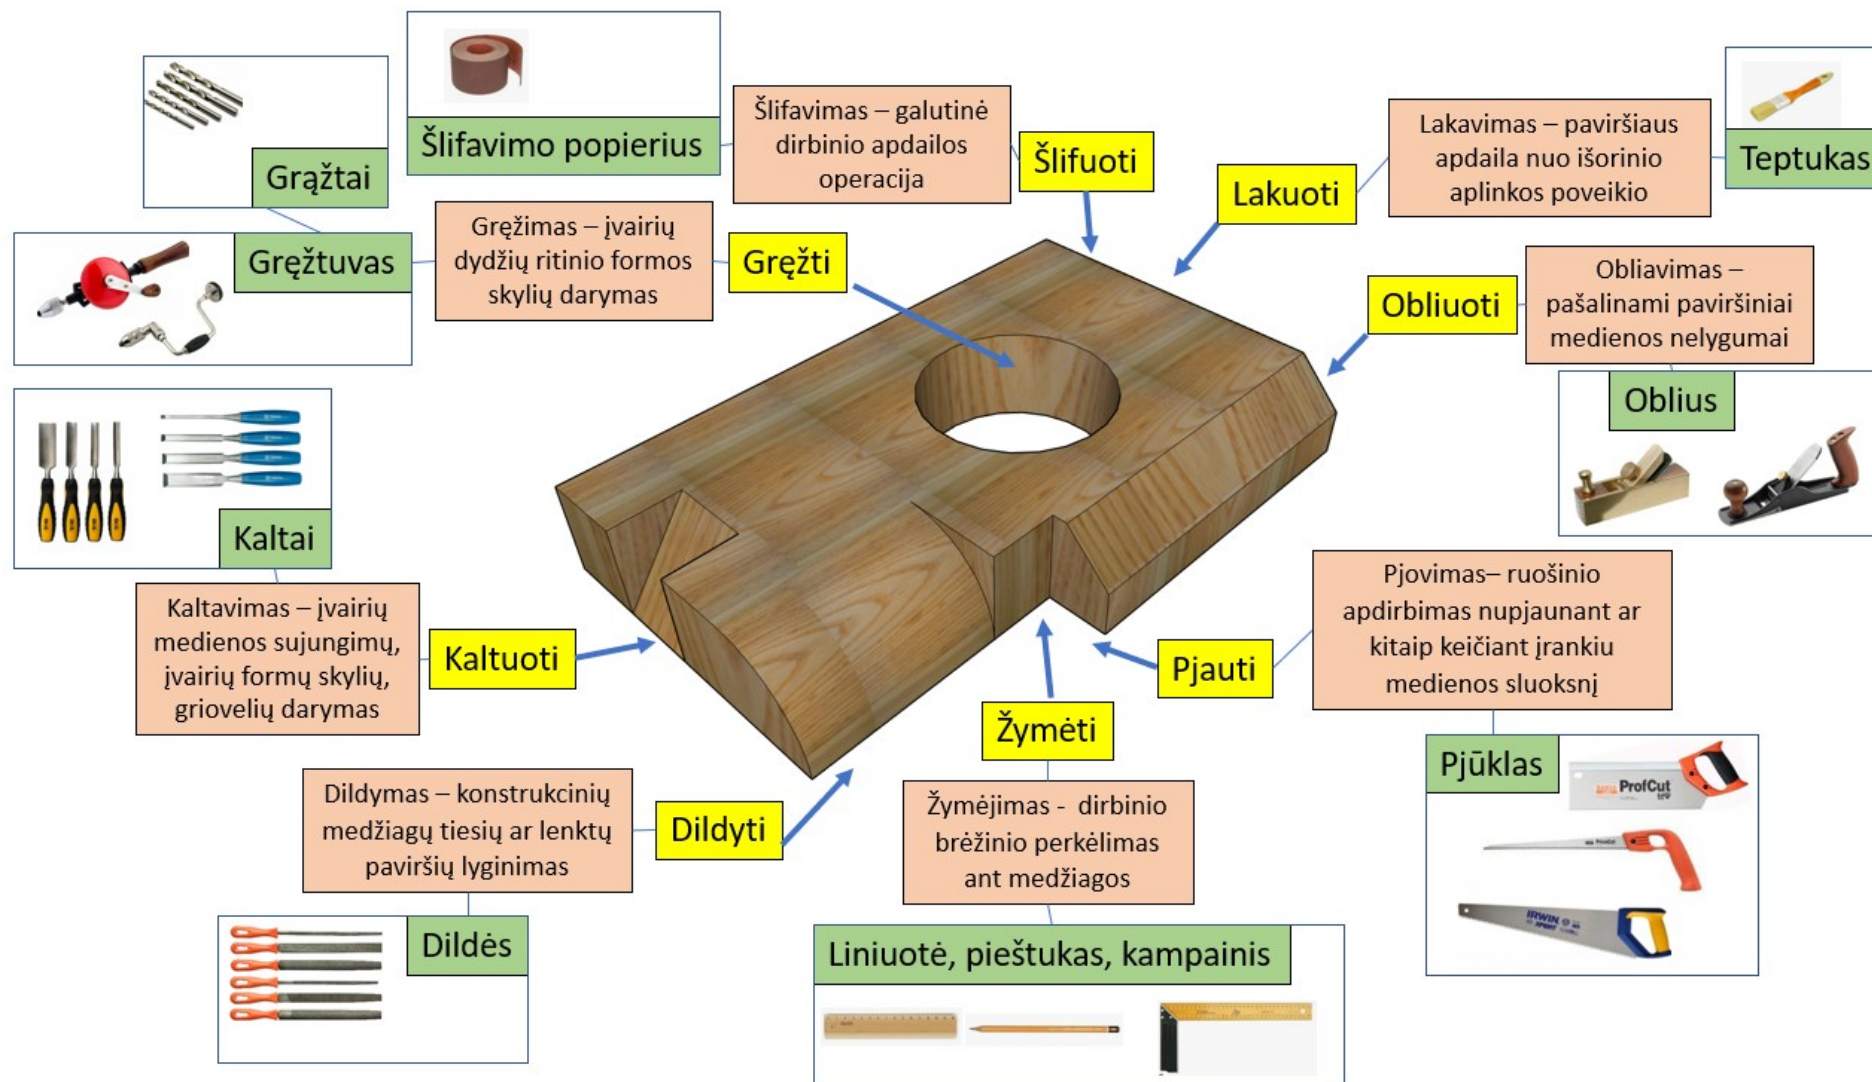 Šlifavimo popierius
Šlifavimas – galutinė
dirbinio apdailos
operacija
Šlifuoti
Lakuoti
Lakavimas – paviršiaus
apdaila nuo išorinio
aplinkos poveikio
Teptukas
Grąžtai
Gręžtuvas
Gręžimas – įvairių
dydžių ritinio formos
skylių darymas
Gręžti
Obliuoti
Obliavimas –
pašalinami paviršiniai
medienos nelygumai
Oblius
Kaltai
Kaltavimas – įvairių
medienos sujungimų,
įvairių formų skylių,
griovelių darymas
Kaltuoti
Pjauti
Pjovimas– ruošinio
apdirbimas nupjaunant ar
kitaip keičiant įrankiu
medienos sluoksnį
Pjūklas
ProfCut
IRWIN
XPERT
Žymėti
Žymėjimas - dirbinio
brėžinio perkėlimas
ant medžiagos
Liniuotė, pieštukas, kampainis
Dildyti
Dildymas – konstrukcinių
medžiagų tiesių ar lenktų
paviršių lyginimas
Dildės